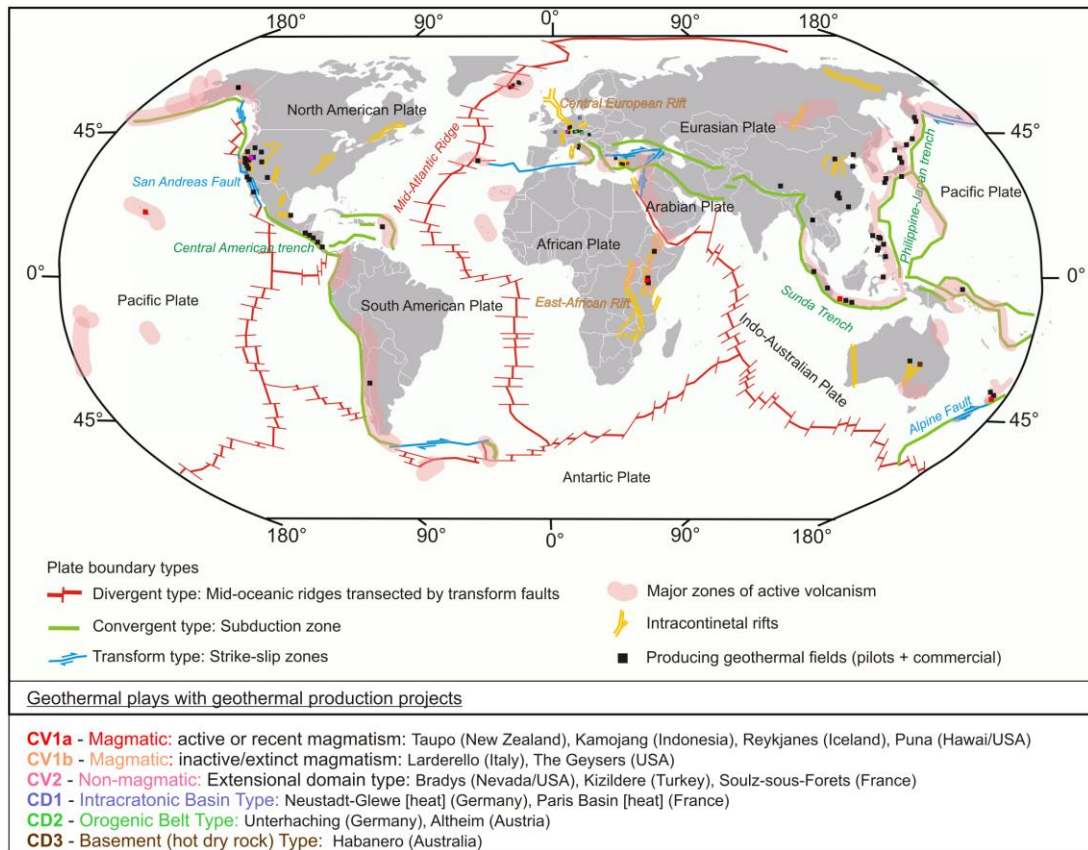 180° 90° 0° 90° 180°
North American Plate
Central European Rift
Eurasian Plate
45° 45°
Mid-Atlantic Ridge
San Andreas Fault
Philippine-Japan trench
Pacific Plate
Arabian Plate
African Plate
Central American trench
0° 0°
Pacific Plate
South American Plate
East-African Rift
Sunda Trench
Indo-Australian Plate
45° 45°
Alpine Fault
Antartic Plate
180° 90° 0° 90° 180°
Plate boundary types
Divergent type: Mid-oceanic ridges transected by transform faults
Convergent type: Subduction zone
Transform type: Strike-slip zones
Major zones of active volcanism
Intracontinetal rifts
Producing geothermal fields (pilots + commercial)
Geothermal plays with geothermal production projects
CV1a - Magmatic: active or recent magmatism: Taupo (New Zealand), Kamojang (Indonesia), Reykjanes (Iceland), Puna (Hawai/USA)
CV1b - Magmatic: inactive/extinct magmatism: Larderello (Italy), The Geysers (USA)
CV2 - Non-magmatic: Extensional domain type: Bradys (Nevada/USA), Kizildere (Turkey), Soulz-sous-Forets (France)
CD1 - Intracratonic Basin Type: Neustadt-Glewe [heat] (Germany), Paris Basin [heat] (France)
CD2 - Orogenic Belt Type: Unterhaching (Germany), Altheim (Austria)
CD3 - Basement (hot dry rock) Type: Habanero (Australia)